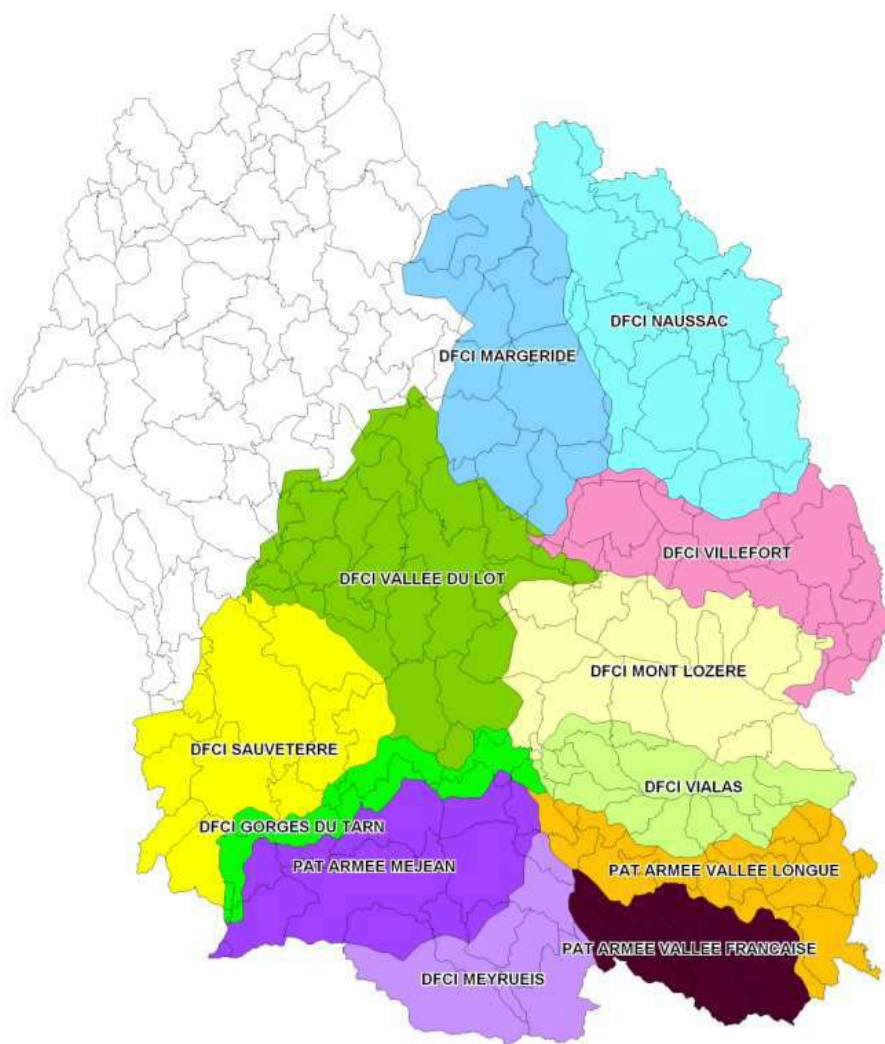 DFCI NAUSSAC
DFCI MARGERIDE
DFCI VILLEFORT
DFCI VALLEE DU LOT
DFCI MONT LOZERE
DFCI SAUVETERRE
DFCI VIALAS
DFCI GORGES DU TARN
PAT ARMEE MEJEAN
PAT ARMEE VALLEE LONGUE
PAT ARMEE VALLEE FRANCAISE
DFCI MEYRUEIS